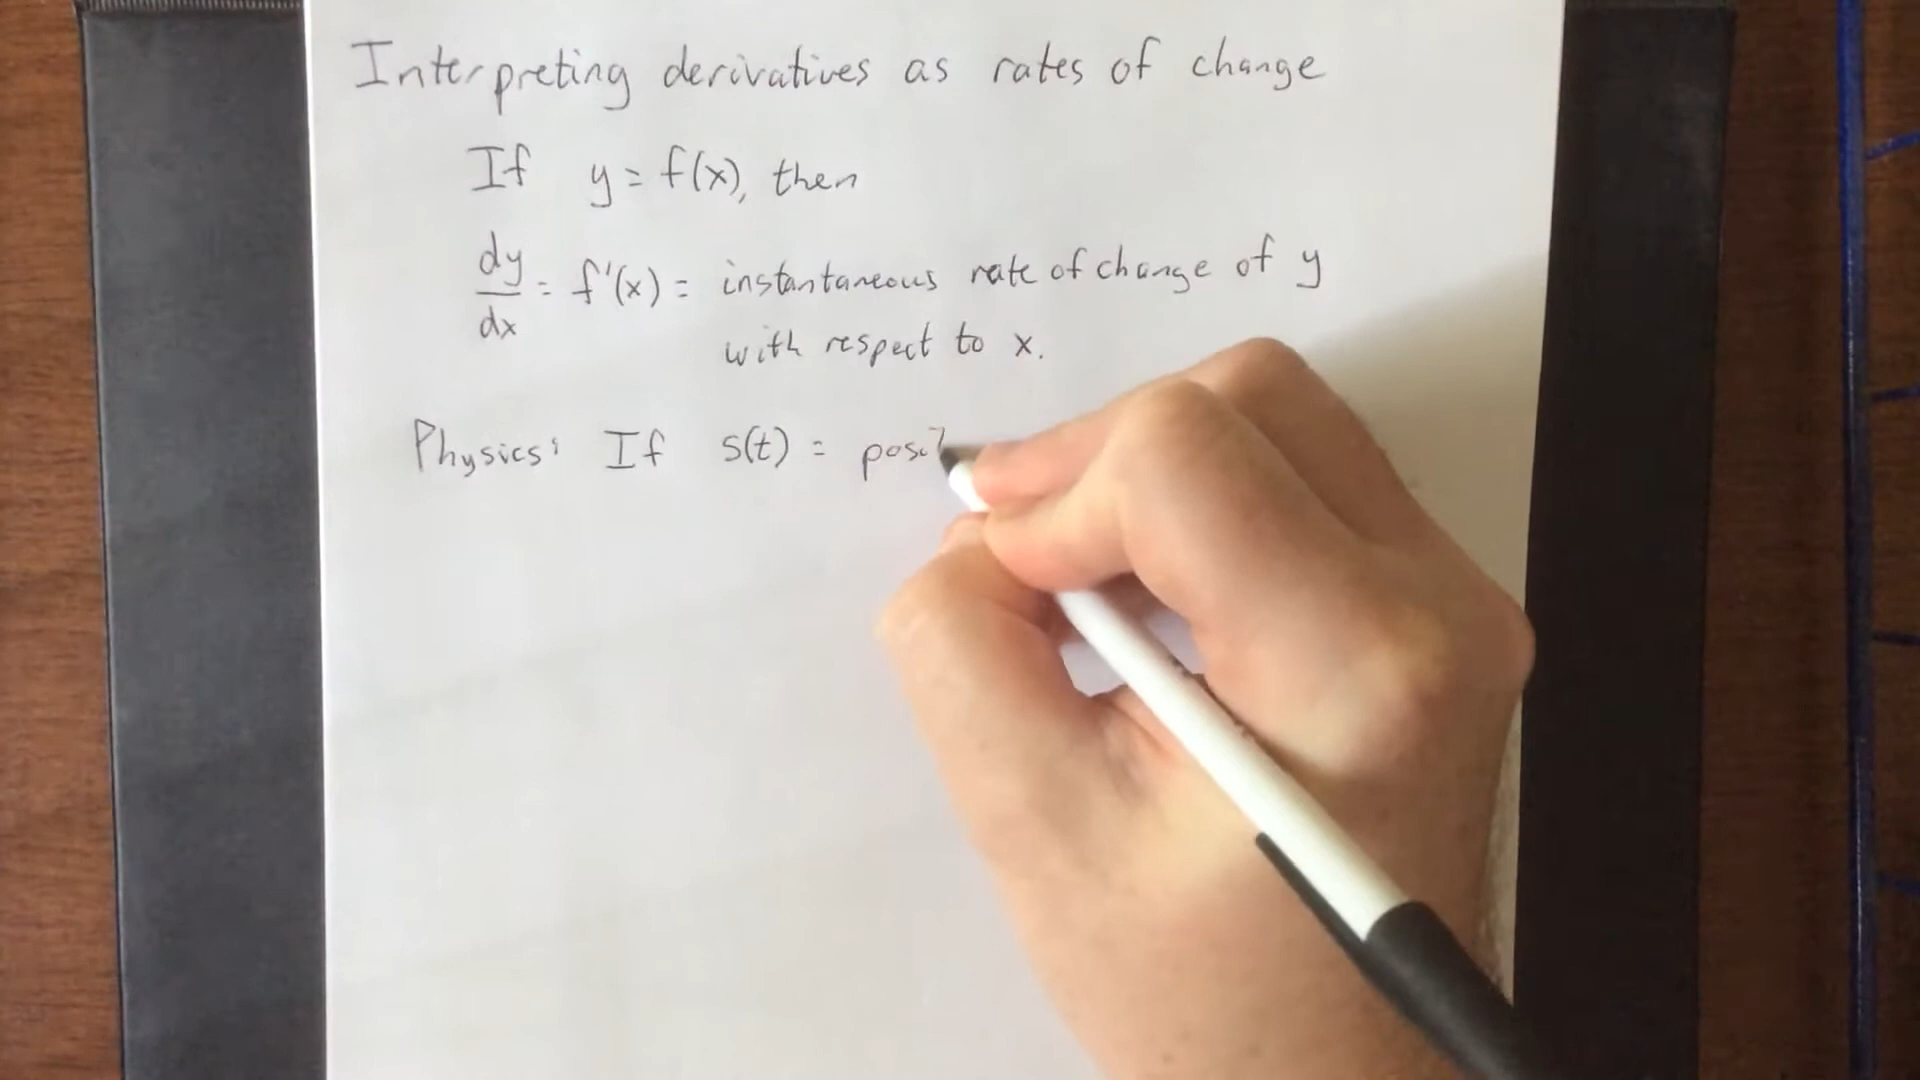 Interpreting derivatives as rates of change
If y = f(x), then
dy/dx = f'(x) = instantaneous rate of change of y
with respect to x.
Physics: If s(t) = posi